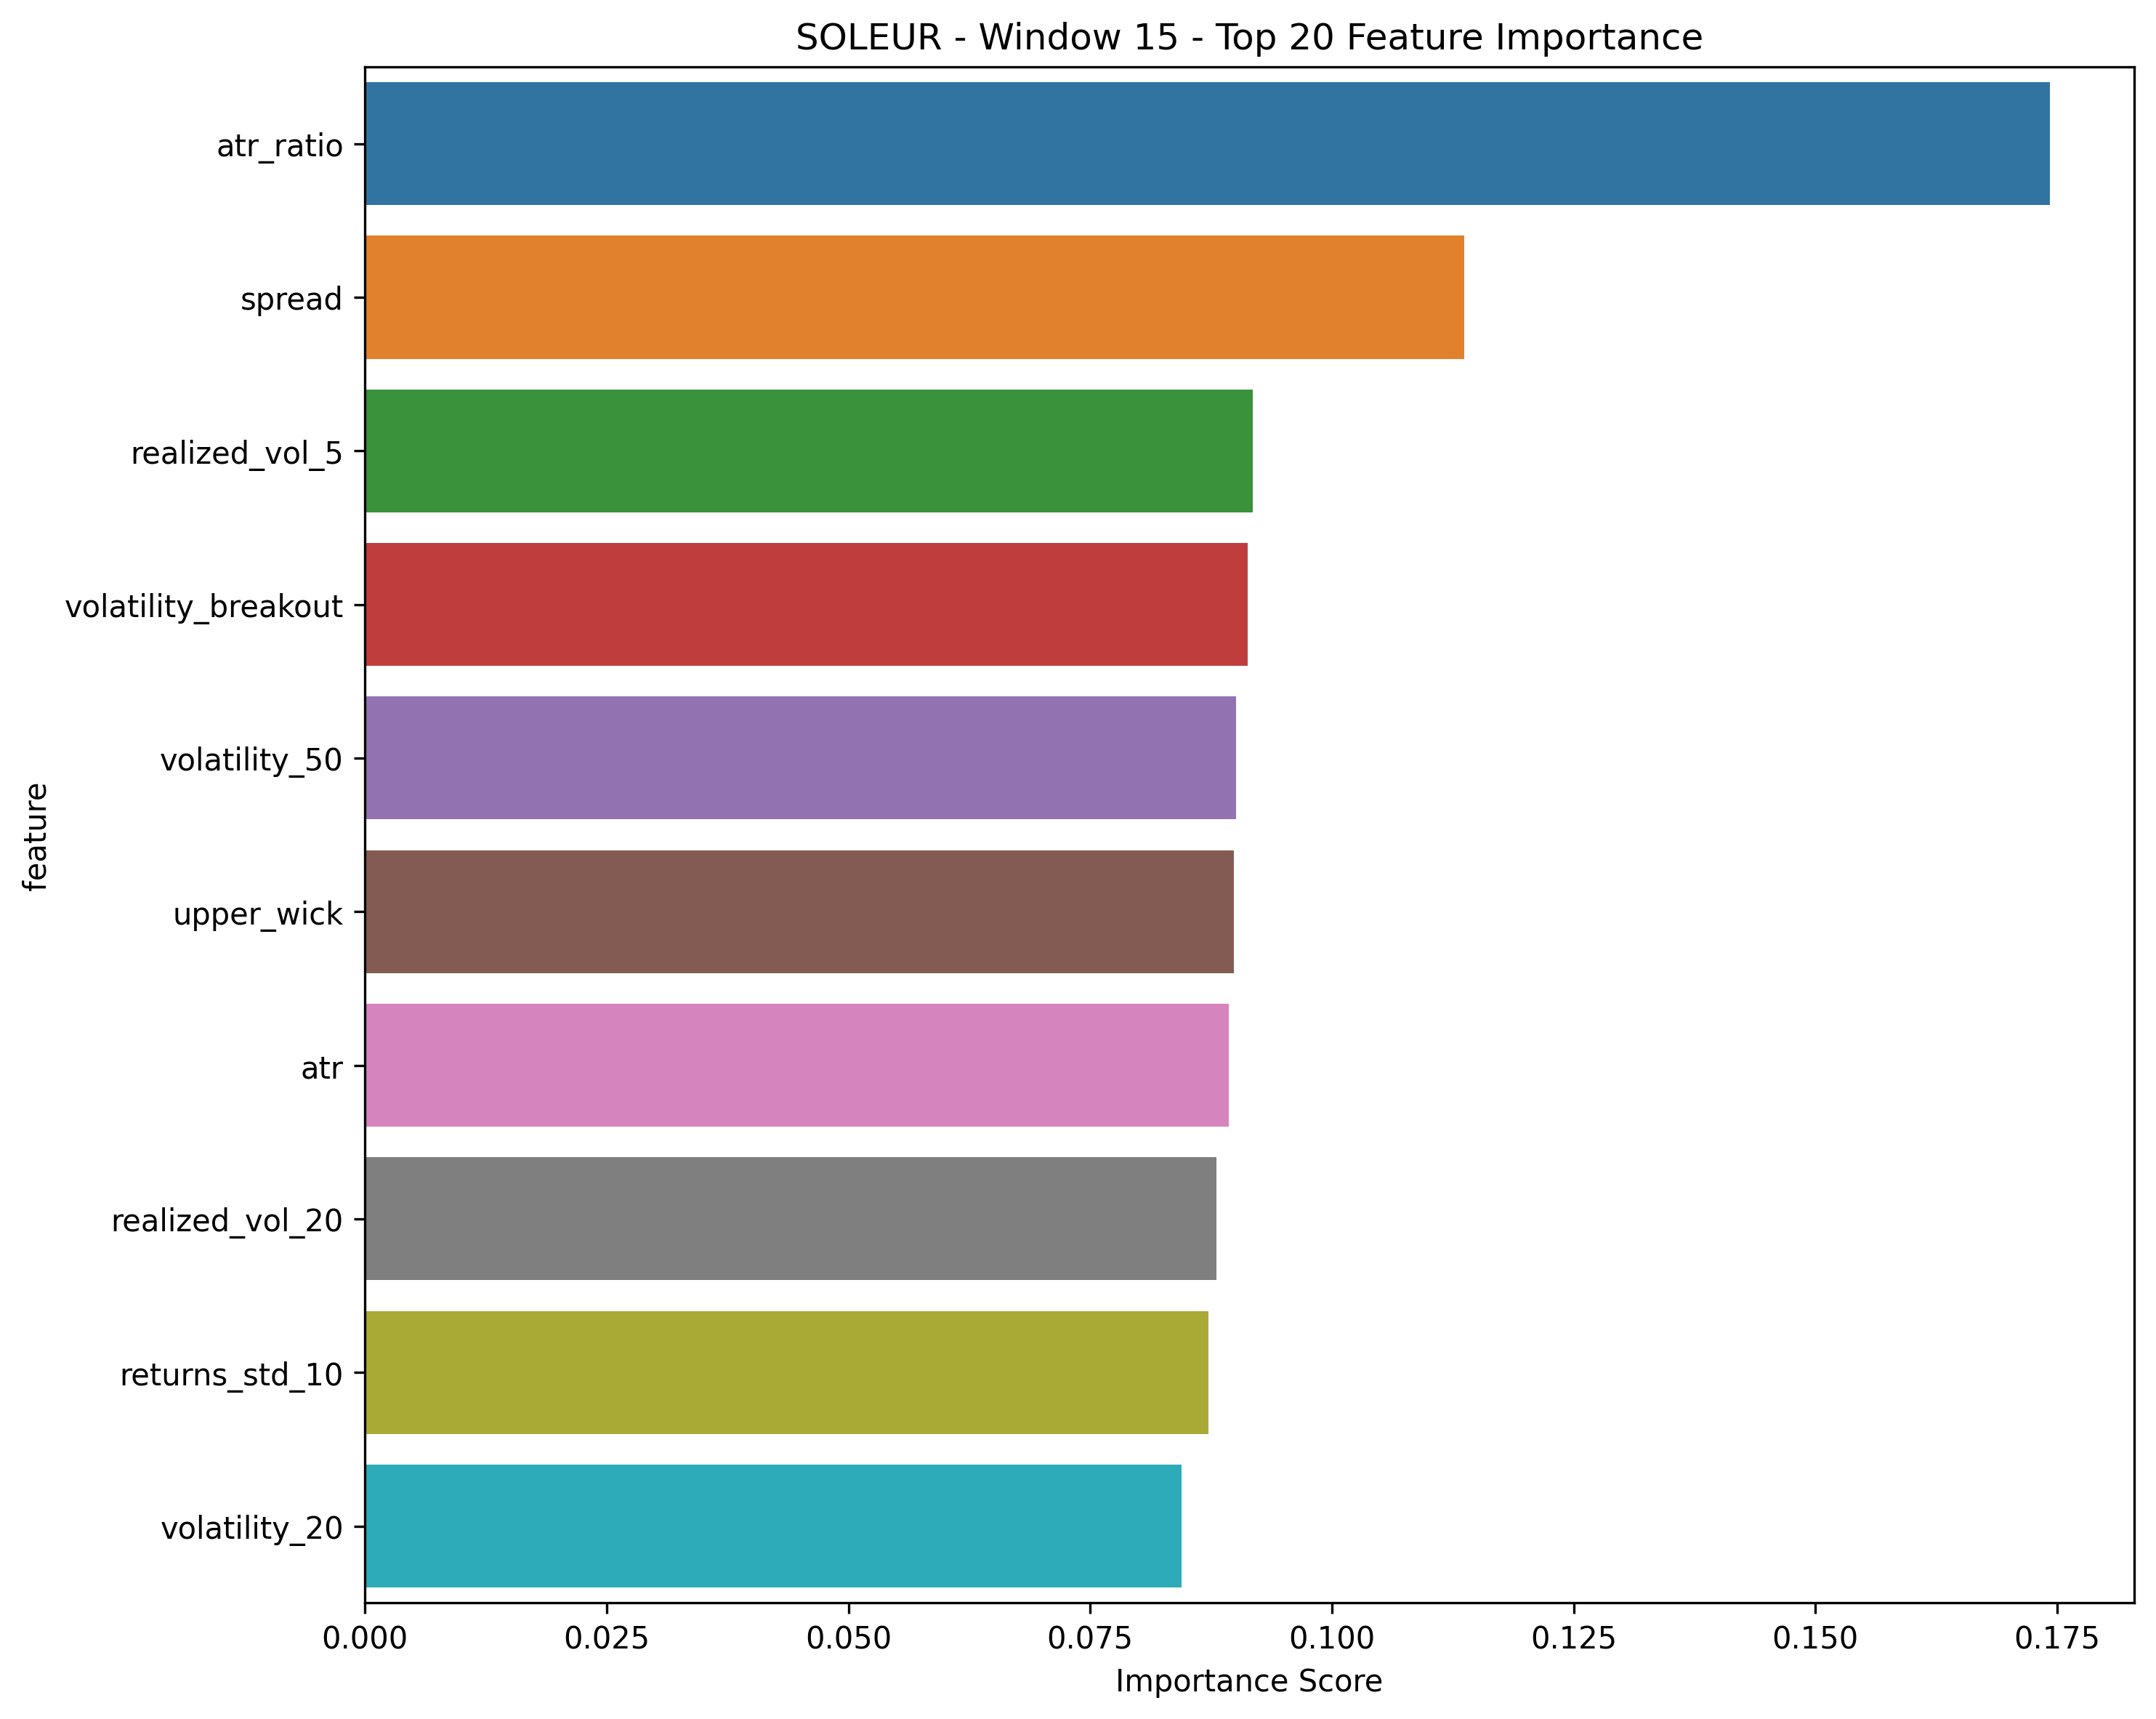 SOLEUR - Window 15 - Top 20 Feature Importance
atr_ratio
spread
realized_vol_5
volatility_breakout
volatility_50
upper_wick
atr
realized_vol_20
returns_std_10
volatility_20
feature
0.000 0.025 0.050 0.075 0.100 0.125 0.150 0.175
Importance Score